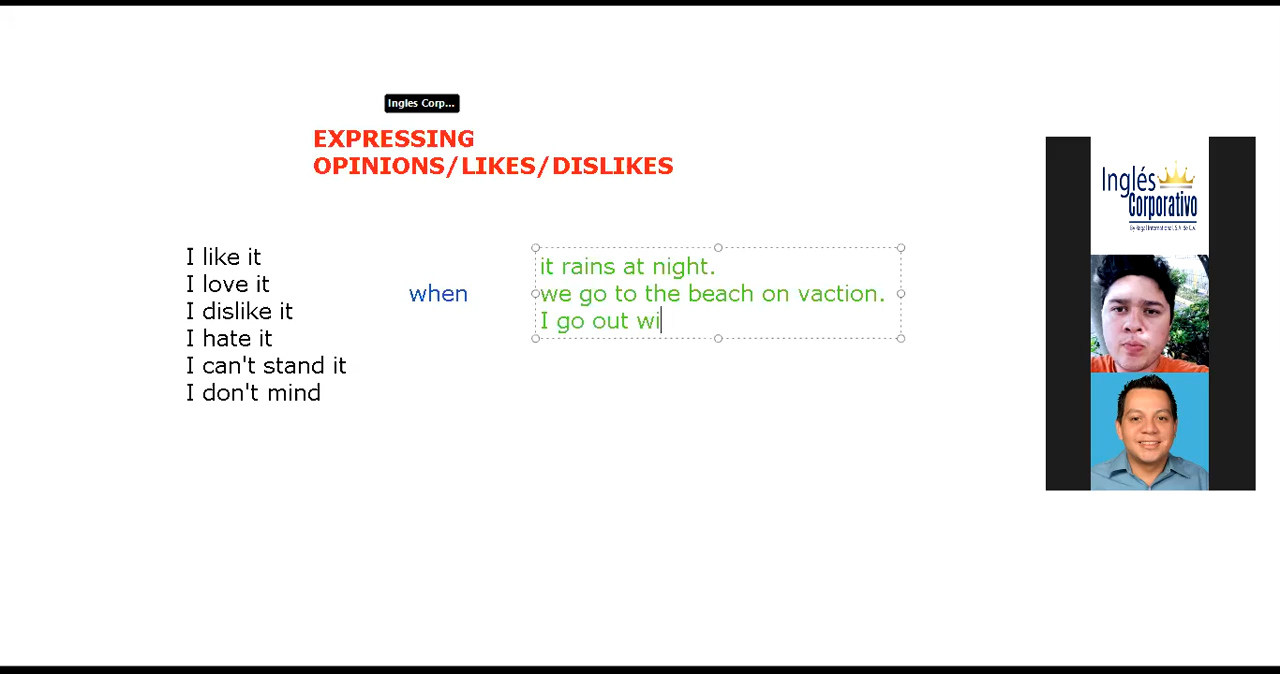 Ingles Corp...
EXPRESSING
OPINIONS/LIKES/DISLIKES
I like it
I love it
I dislike it
I hate it
I can't stand it
I don't mind
when
it rains at night.
we go to the beach on vaction.
I go out wi
Inglés
Corporativo